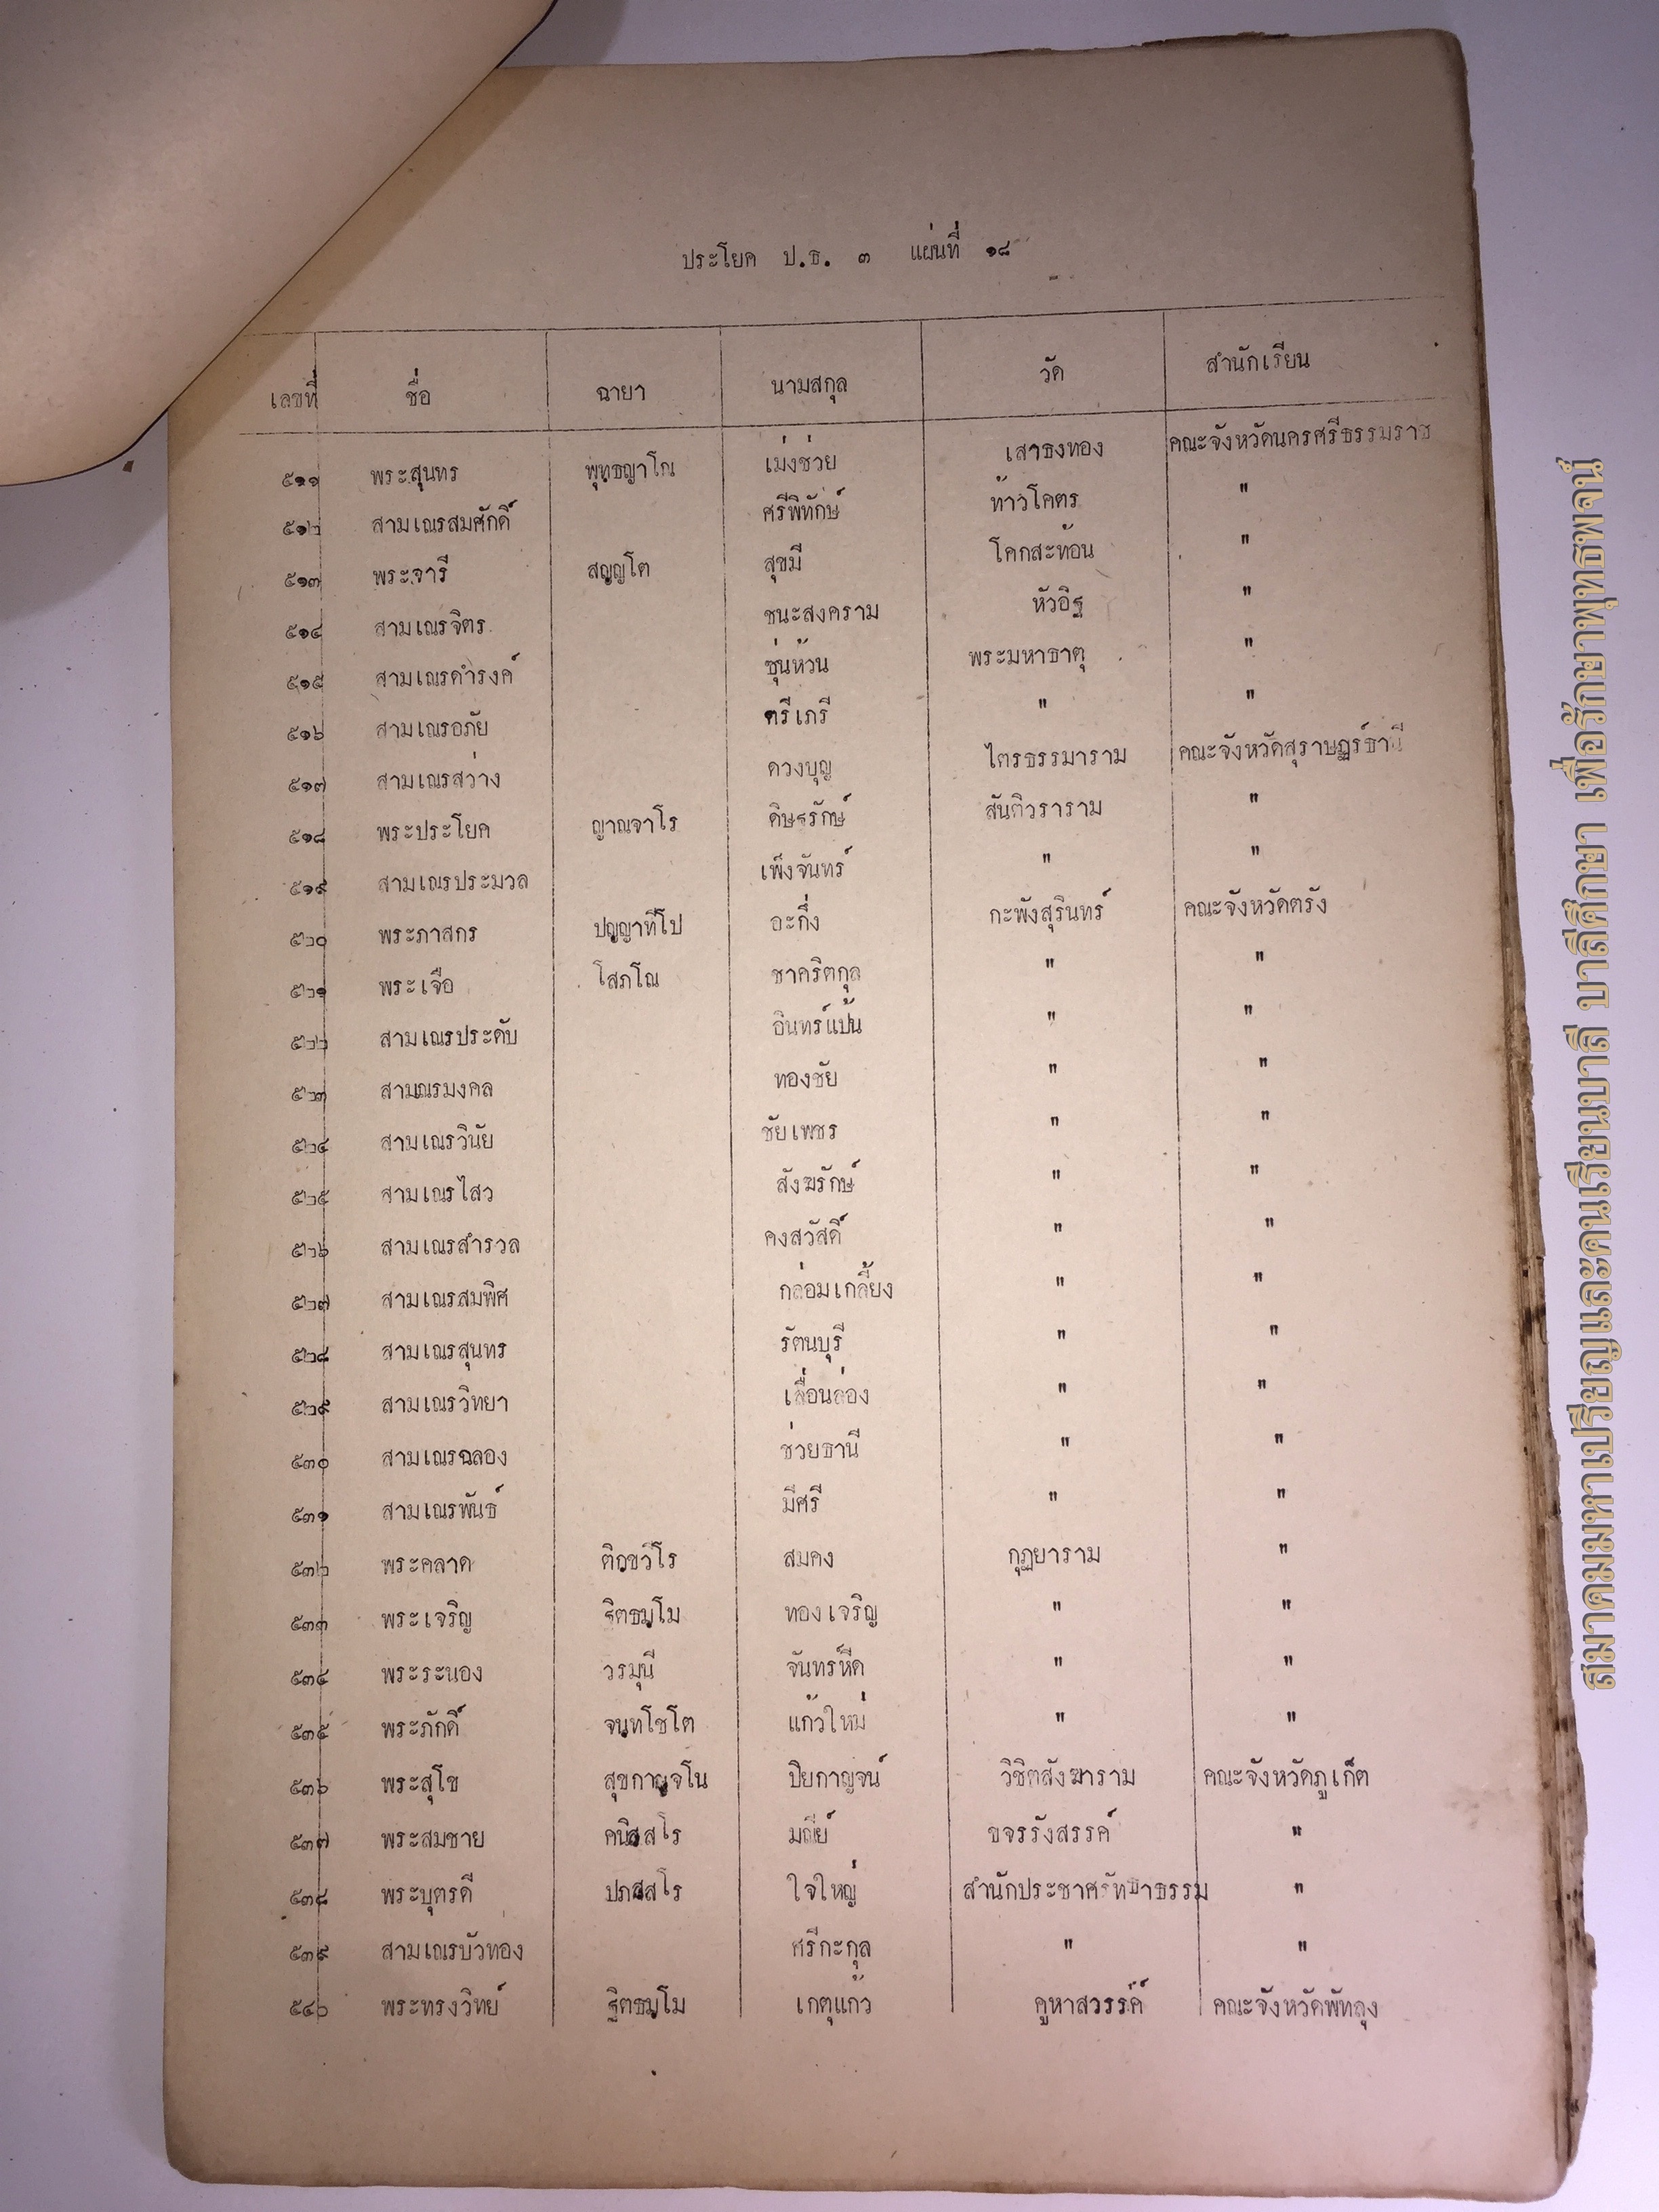 ประโยค ป.ธ. ๓ แผ่นที่ ๑๘
เลขที่ ชื่อ ฉายา นามสกุล วัด สำนักเรียน
๕๑๑ พระสุนทร พุทธญาโณ เม่งช่วย เสาธงทอง คณะจังหวัดนครศรีธรรมราช
๕๑๒ สามเณรสมศักดิ์ ศรีพิทักษ์ ท้าวโคตร "
๕๑๓ พระจารี สญฺญโต สุขมี โคกสะท้อน "
๕๑๔ สามเณรจิตร ชนะสงคราม หัวอิฐ "
๕๑๕ สามเณรดำรงค์ ชุ่นห้วน พระมหาธาตุ "
๕๑๖ สามเณรอภัย ตรีเภรี " "
๕๑๗ สามเณรสว่าง ดวงบุญ ไตรธรรมาราม คณะจังหวัดสุราษฎร์ธานี
๕๑๘ พระประโยค ญาณจาโร ดิษฐรักษ์ สันติวราราม "
๕๑๙ สามเณรประมวล เพ็งจันทร์ " "
๕๒๐ พระภาสกร ปญฺญาทีโป อะกึ่ง กะพังสุรินทร์ คณะจังหวัดตรัง
๕๒๑ พระเจือ โสภโณ ชาคริตกุล " "
๕๒๒ สามเณรประดับ อินทร์แป้น " "
๕๒๓ สามณรมงคล ทองชัย " "
๕๒๔ สามเณรวินัย ชัยเพชร " "
๕๒๕ สามเณรไสว สังฆรักษ์ " "
๕๒๖ สามเณรสำรวล คงสวัสดิ์ " "
๕๒๗ สามเณรสมพิศ กล่อมเกลี้ยง " "
๕๒๘ สามเณรสุนทร รัตนบุรี " "
๕๒๙ สามเณรวิทยา เลื่อนล่อง " "
๕๓๐ สามเณรฉลอง ช่วยธานี " "
๕๓๑ สามเณรพันธ์ มีศรี " "
๕๓๒ พระคลาด ติกฺขวีโร สมคง กุฏยาราม "
๕๓๓ พระเจริญ ฐิตธมฺโม ทองเจริญ " "
๕๓๔ พระระนอง วรมุนี จันทร์หีด " "
๕๓๕ พระภักดิ์ จนฺทโชโต แก้วใหม่ " "
๕๓๖ พระสุโข สุขกาญฺจโน ปิยกาญจน์ วิชิตสังฆาราม คณะจังหวัดภูเก็ต
๕๓๗ พระสมชาย มณีย์ ขจรรังสรรค์ "
๕๓๘ พระบุตรดี ปภสฺสโร ใจใหญ่ สำนักประชาศรัทธาธรรม "
๕๓๙ สามเณรบัวทอง ศรีกะกุล " "
๕๔๐ พระทรงวิทย์ ฐิตธมฺโม เกตุแก้ว คูหาสวรรค์ คณะจังหวัดพัทลุง
สมาคมมหาเปรียญและคนเรียนบาลี บาลีศึกษา เพื่อรักษาพุทธพจน์